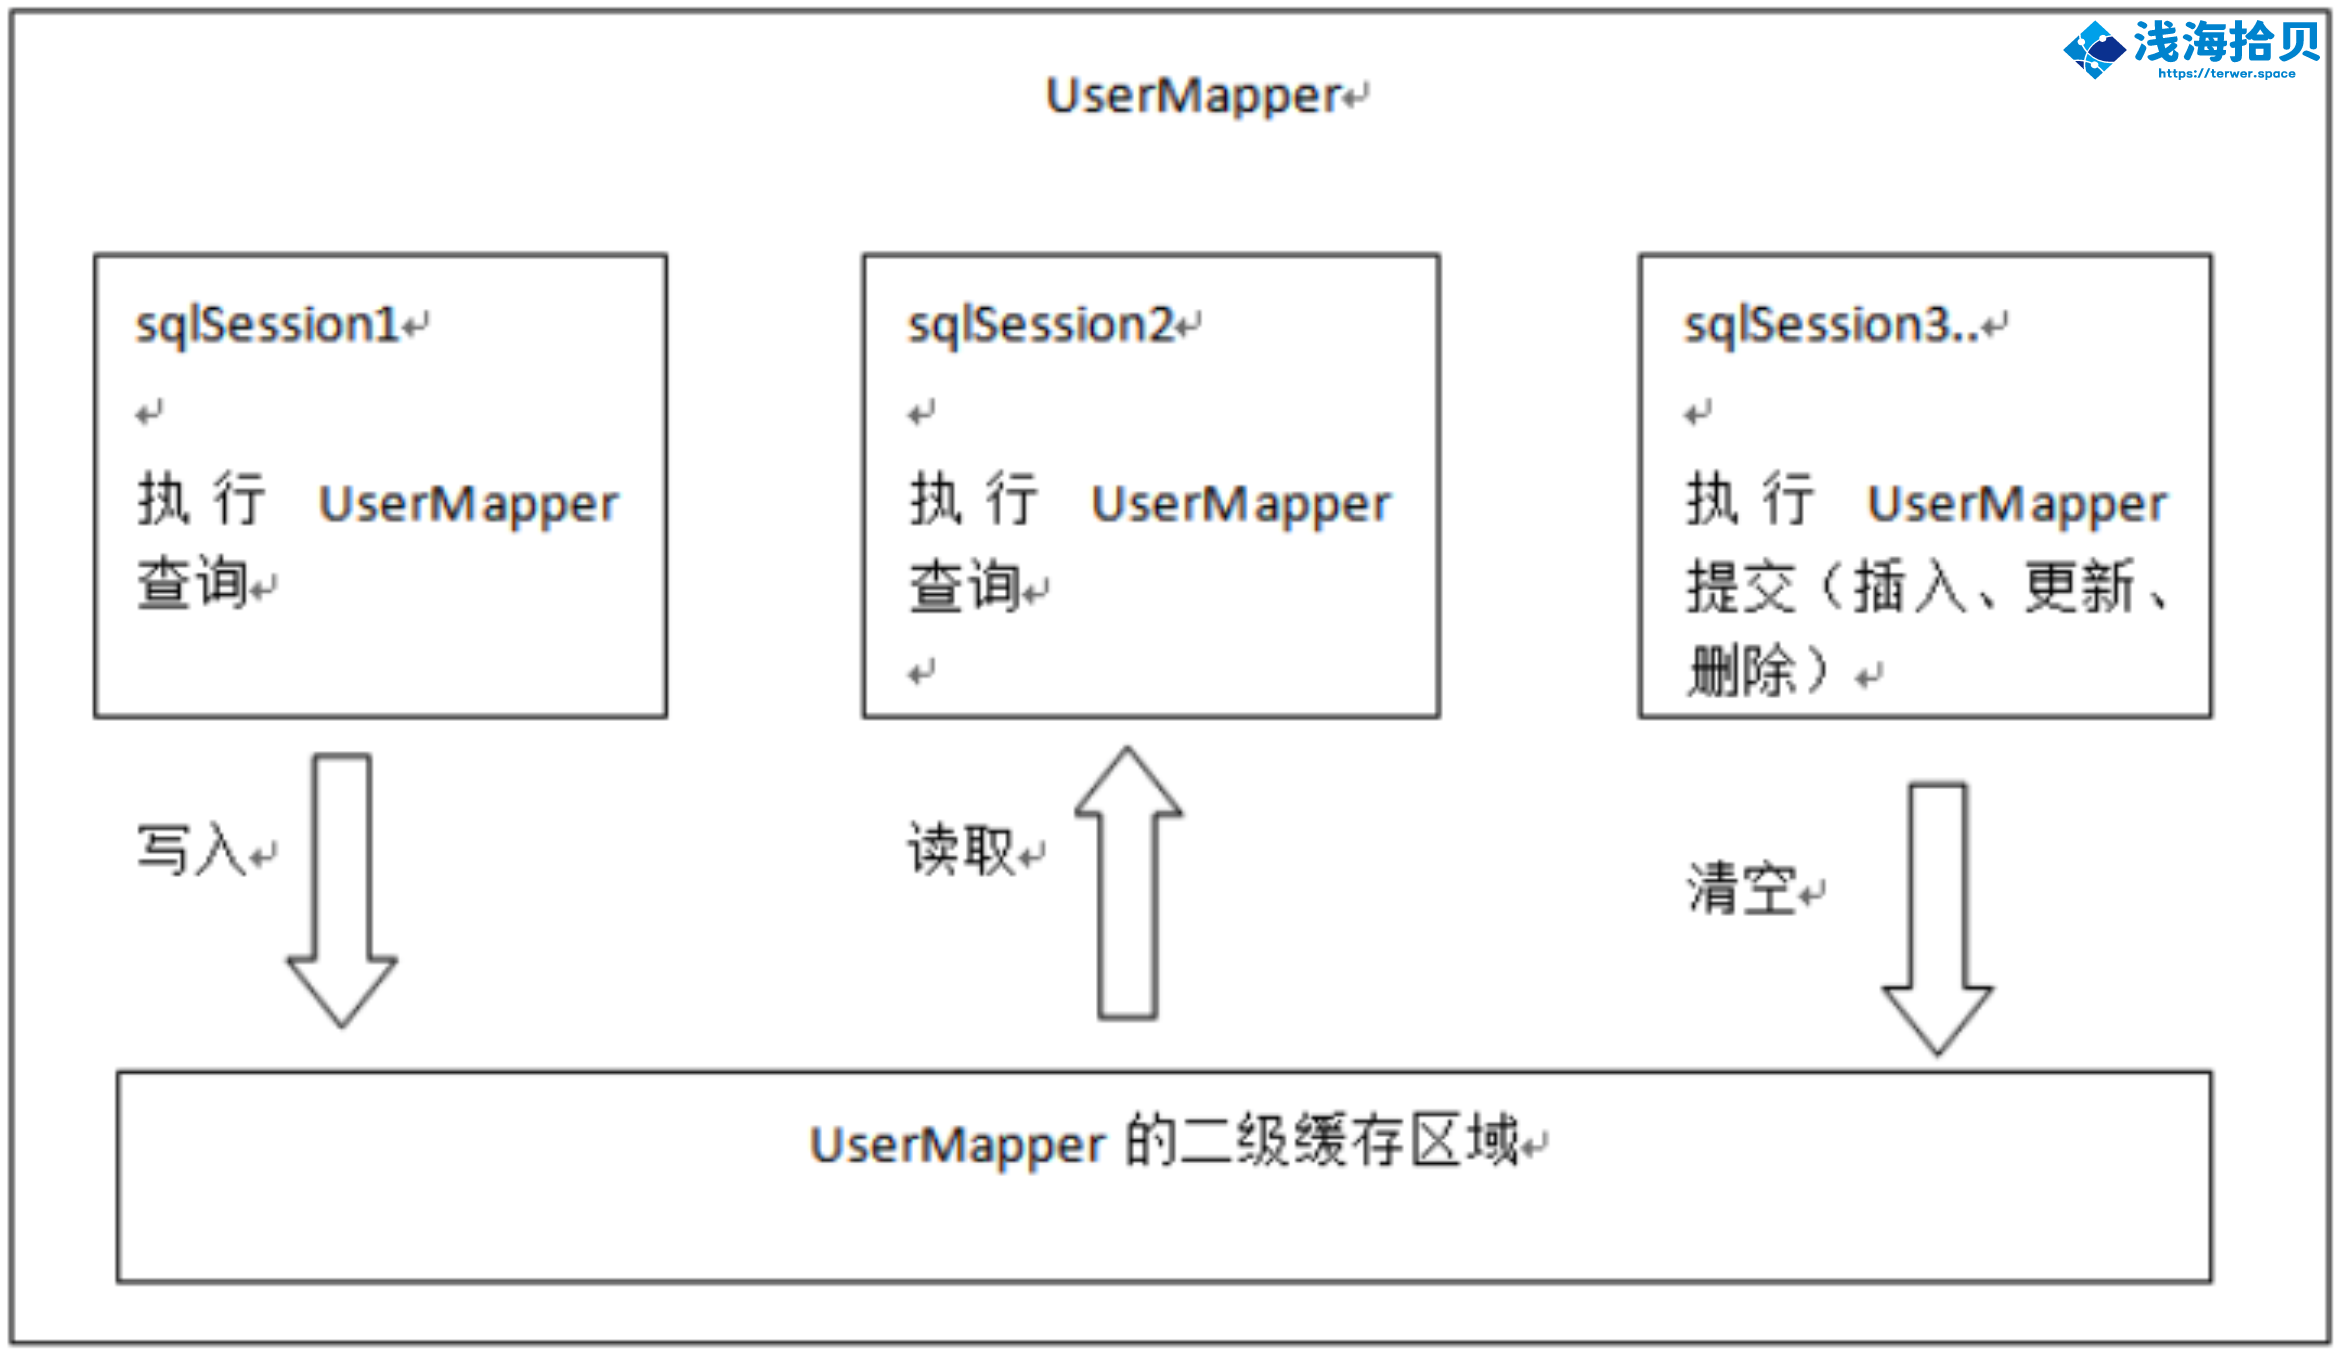 浅海拾贝
https://terwer.space
UserMapper↵
sqlSession1↵
↵
执行 UserMapper
查询↵
sqlSession2↵
↵
执行 UserMapper
查询↵
↵
sqlSession3..↵
↵
执行 UserMapper
提交（插入、更新、
删除）↵
写入↵
读取↵
清空↵
UserMapper 的二级缓存区域↵